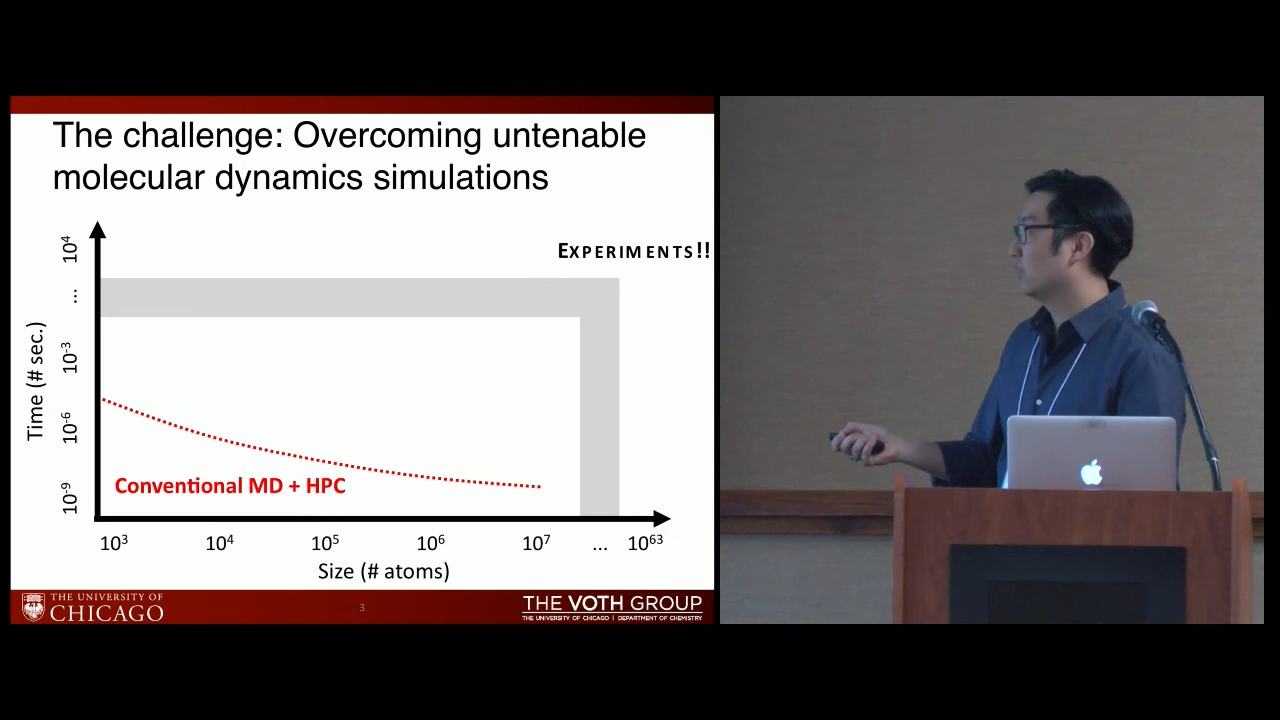 The challenge: Overcoming untenable
molecular dynamics simulations
EXPERIMENTS!!
Time (# sec.)
10⁴
...
10⁻³
10⁻⁶
10⁻⁹
Conventional MD + HPC
10³ 10⁴ 10⁵ 10⁶ 10⁷ ... 10⁶³
Size (# atoms)
THE UNIVERSITY OF
CHICAGO
3
THE VOTH GROUP
THE UNIVERSITY OF CHICAGO | DEPARTMENT OF CHEMISTRY